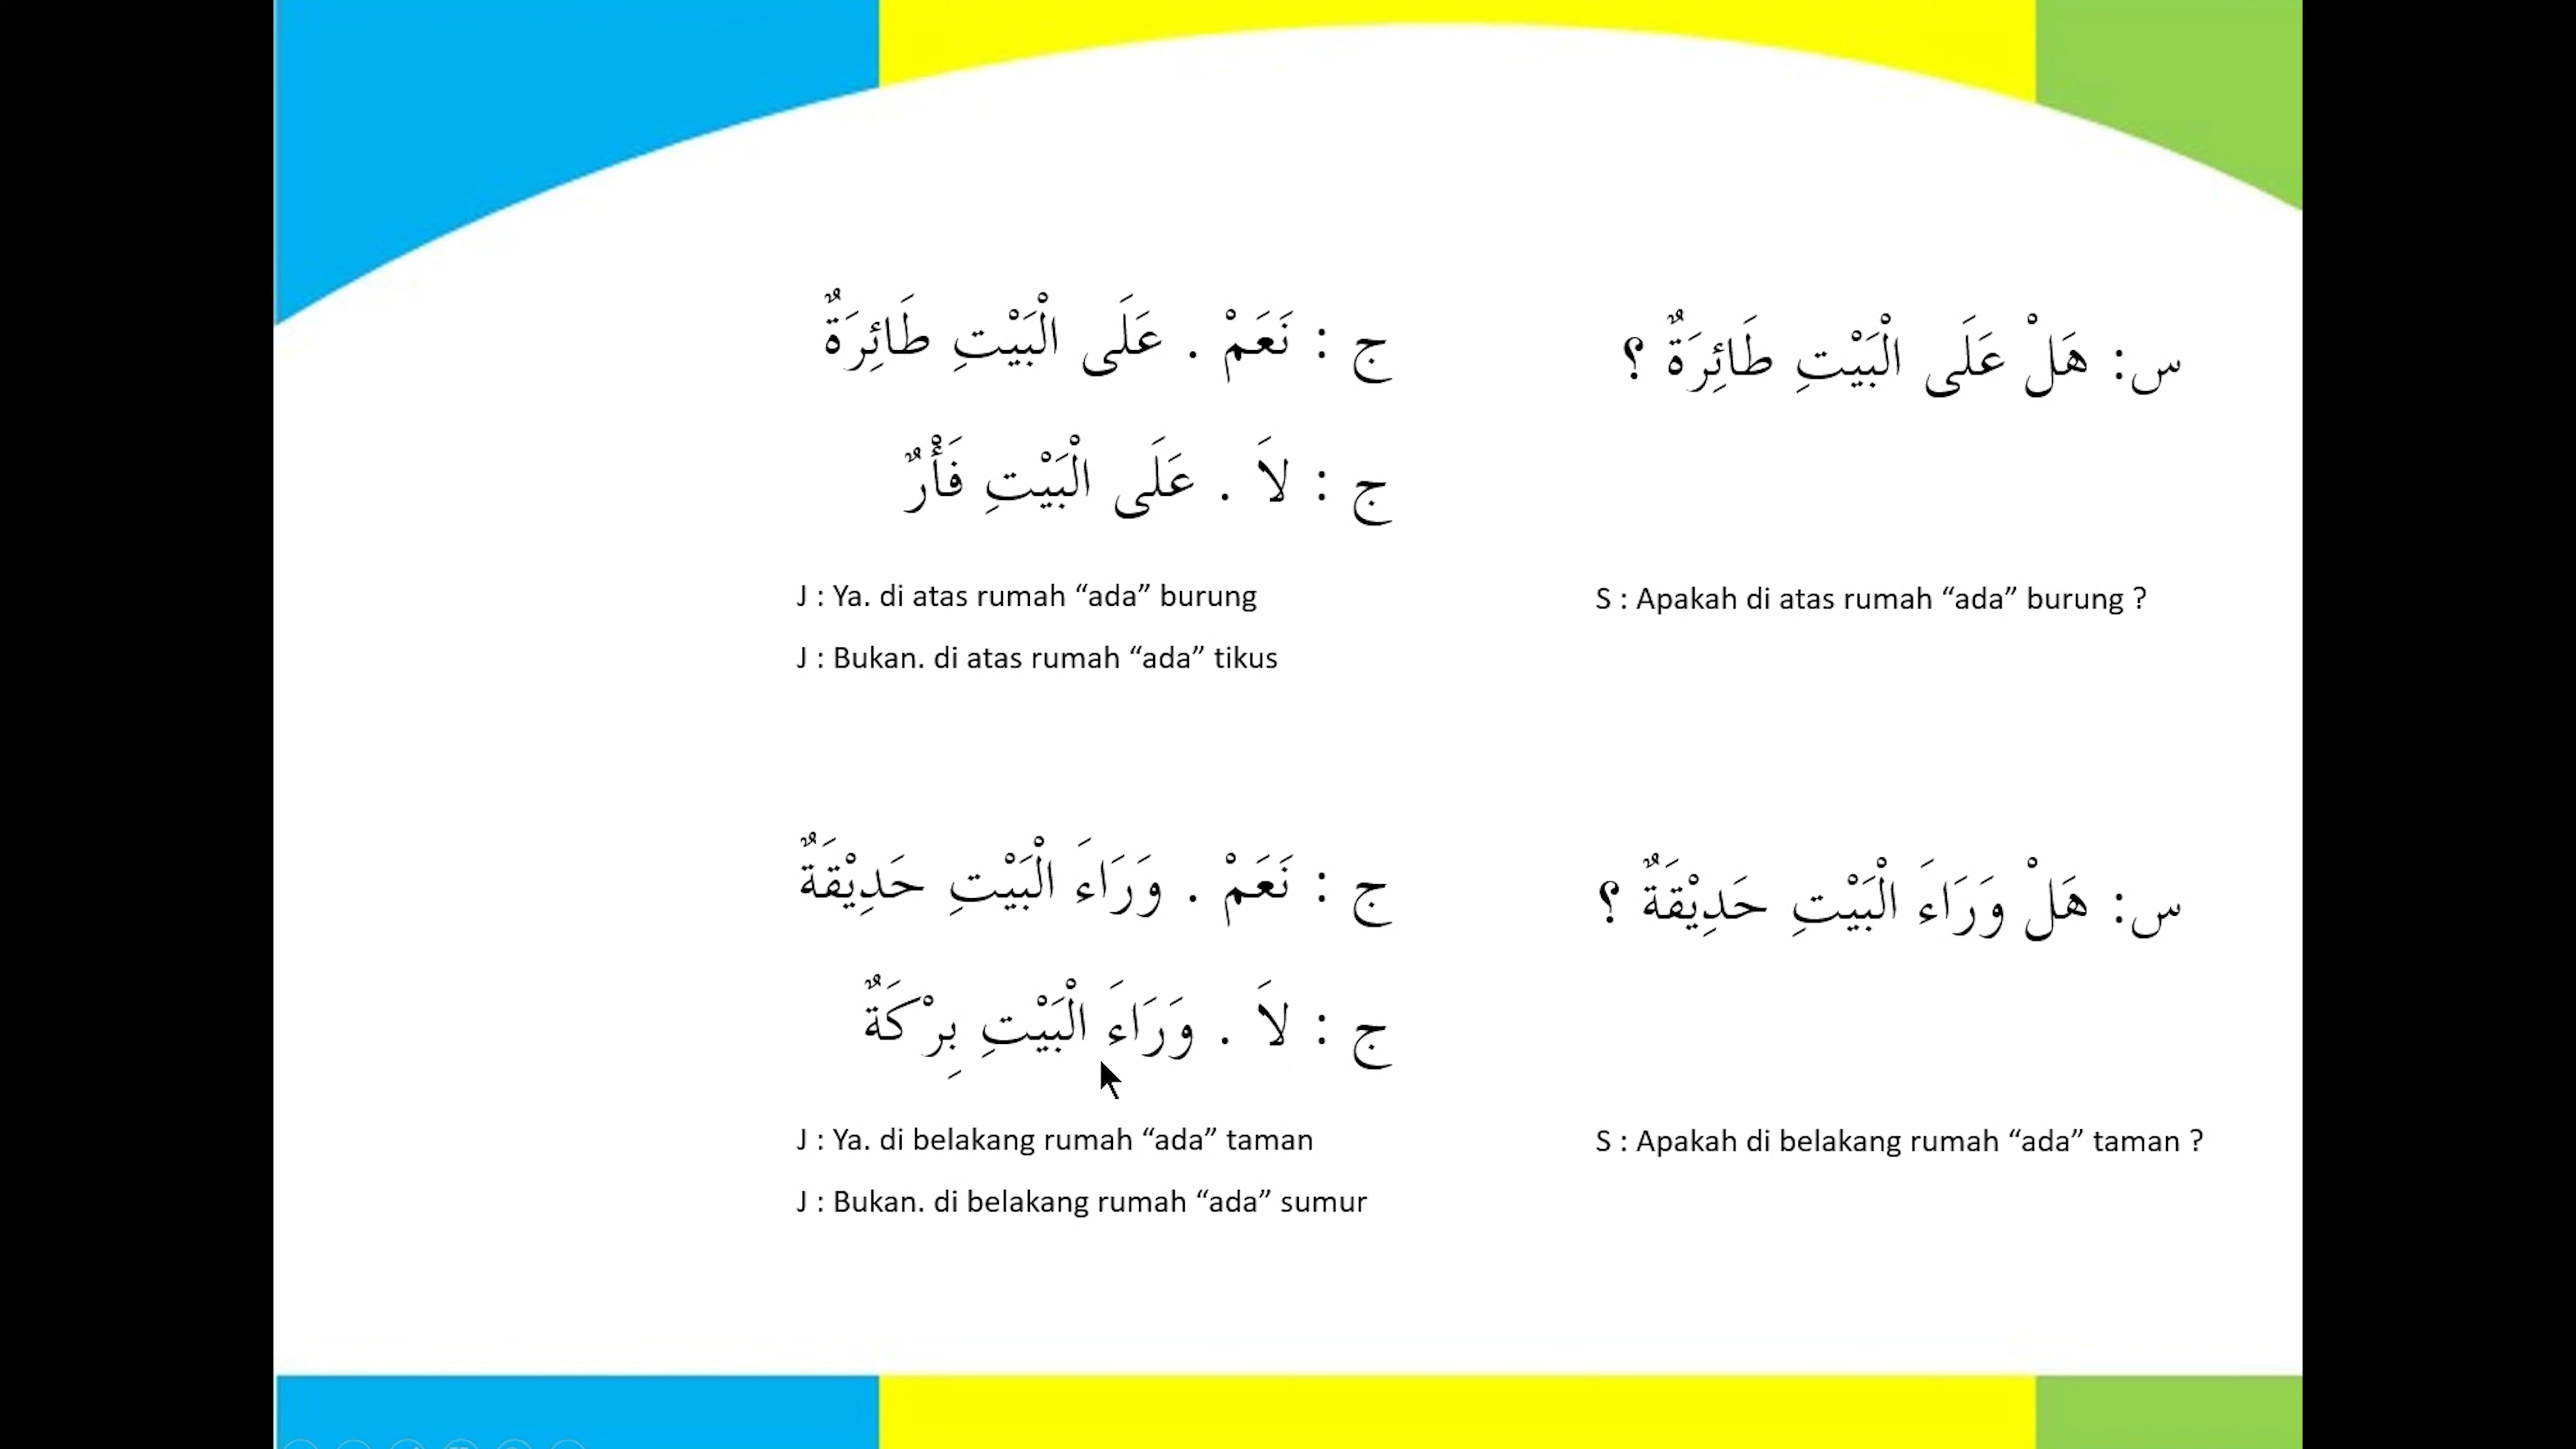 س: هَلْ عَلَى الْبَيْتِ طَائِرَةٌ ؟
ج : نَعَمْ . عَلَى الْبَيْتِ طَائِرَةٌ
ج : لاَ . عَلَى الْبَيْتِ فَأْرٌ
S : Apakah di atas rumah “ada” burung ?
J : Ya. di atas rumah “ada” burung
J : Bukan. di atas rumah “ada” tikus
س: هَلْ وَرَاءَ الْبَيْتِ حَدِيْقَةٌ ؟
ج : نَعَمْ . وَرَاءَ الْبَيْتِ حَدِيْقَةٌ
ج : لاَ . وَرَاءَ الْبَيْتِ بِرْكَةٌ
S : Apakah di belakang rumah “ada” taman ?
J : Ya. di belakang rumah “ada” taman
J : Bukan. di belakang rumah “ada” sumur